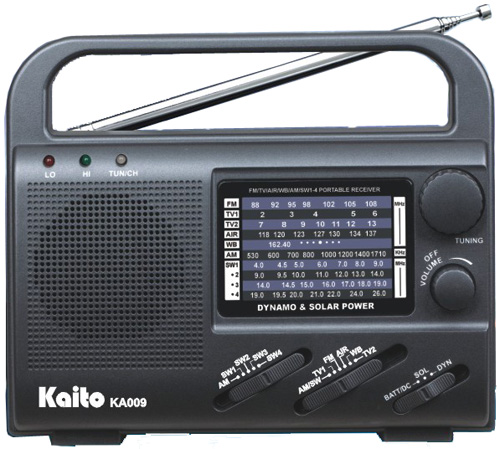 LO HI TUN/CH
FM/TV/AIR/WB/AM/SW1-4 PORTABLE RECEIVER
FM 88 92 95 98 102 105 108 MHz
TV1 2 3 4 5 6
TV2 7 8 9 10 11 12 13
AIR 118 120 123 127 130 134 137
WB 162.40
AM 530 600 700 800 1000 1200 1400 1710 KHz
SW1 4.0 4.5 5.0 6.0 7.0 8.0 9.0 MHz
2 9.0 9.5 10.0 11.0 12.0 13.0 14.0
3 14.0 14.5 15.0 16.0 17.0 18.0 19.0
4 19.0 19.5 20.0 21.0 22.0 24.0 26.0
DYNAMO & SOLAR POWER
TUNING
OFF
VOLUME
AM SW1 SW2 SW3 SW4
AM/SW TV1 FM AIR WB TV2
BATT/DC SOL DYN
Kaito KA009